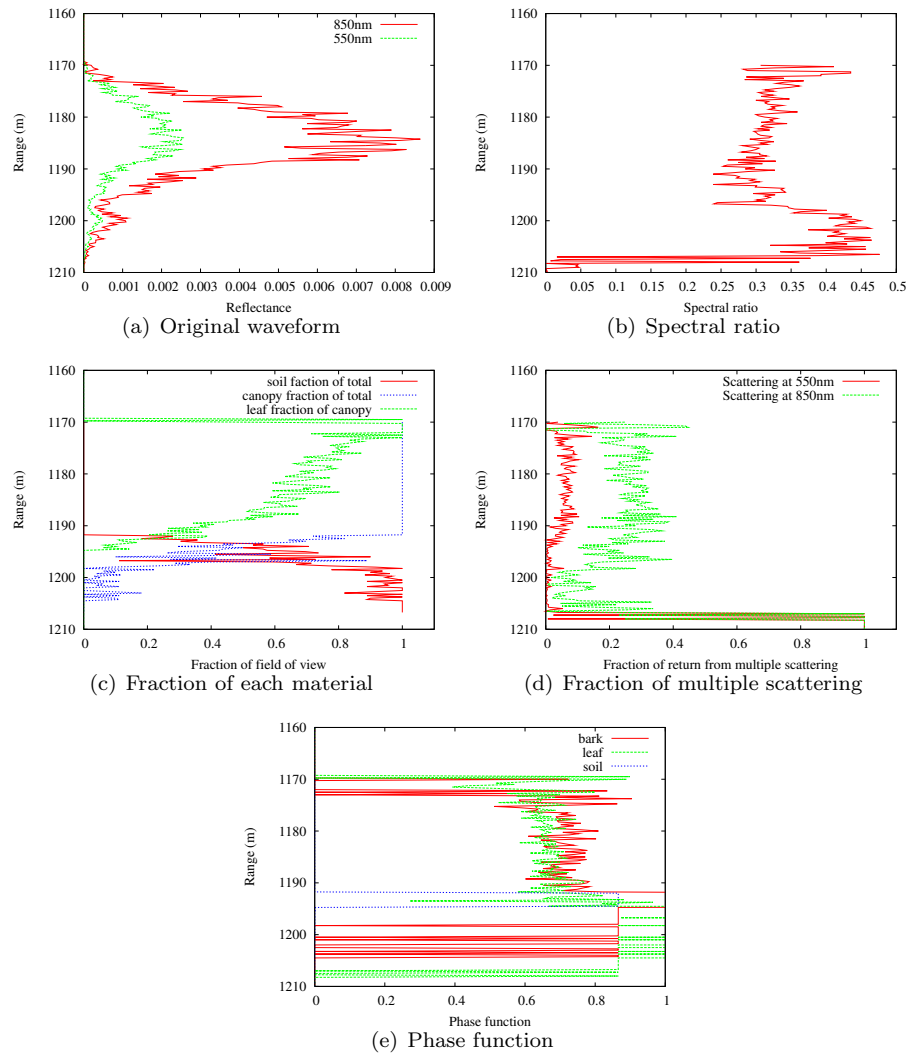 1160
1170
1180
1190
1200
1210
0 0.001 0.002 0.003 0.004 0.005 0.006 0.007 0.008 0.009
Range (m)
Reflectance
850nm
550nm
(a) Original waveform
1160
1170
1180
1190
1200
1210
0 0.05 0.1 0.15 0.2 0.25 0.3 0.35 0.4 0.45 0.5
Range (m)
Spectral ratio
(b) Spectral ratio
1160
1170
1180
1190
1200
1210
0 0.2 0.4 0.6 0.8 1
Range (m)
Fraction of field of view
soil faction of total
canopy fraction of total
leaf fraction of canopy
(c) Fraction of each material
1160
1170
1180
1190
1200
1210
0 0.2 0.4 0.6 0.8 1
Range (m)
Fraction of return from multiple scattering
Scattering at 550nm
Scattering at 850nm
(d) Fraction of multiple scattering
1160
1170
1180
1190
1200
1210
0 0.2 0.4 0.6 0.8 1
Range (m)
Phase function
bark
leaf
soil
(e) Phase function